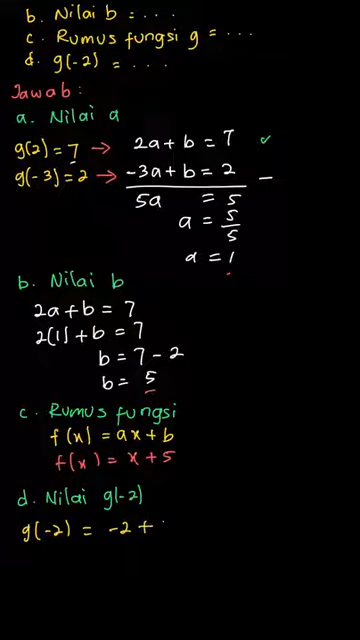 b. Nilai b = ....
c. Rumus fungsi g = ....
d. g(-2) = ....
Jawab:
a. Nilai a
g(2) = 7 → 2a + b = 7 ✓
g(-3) = 2 → -3a + b = 2 −
5a = 5
a = 5/5
a = 1
b. Nilai b
2a + b = 7
2(1) + b = 7
b = 7 - 2
b = 5
c. Rumus fungsi
f(x) = ax + b
f(x) = x + 5
d. Nilai g(-2)
g(-2) = -2 +